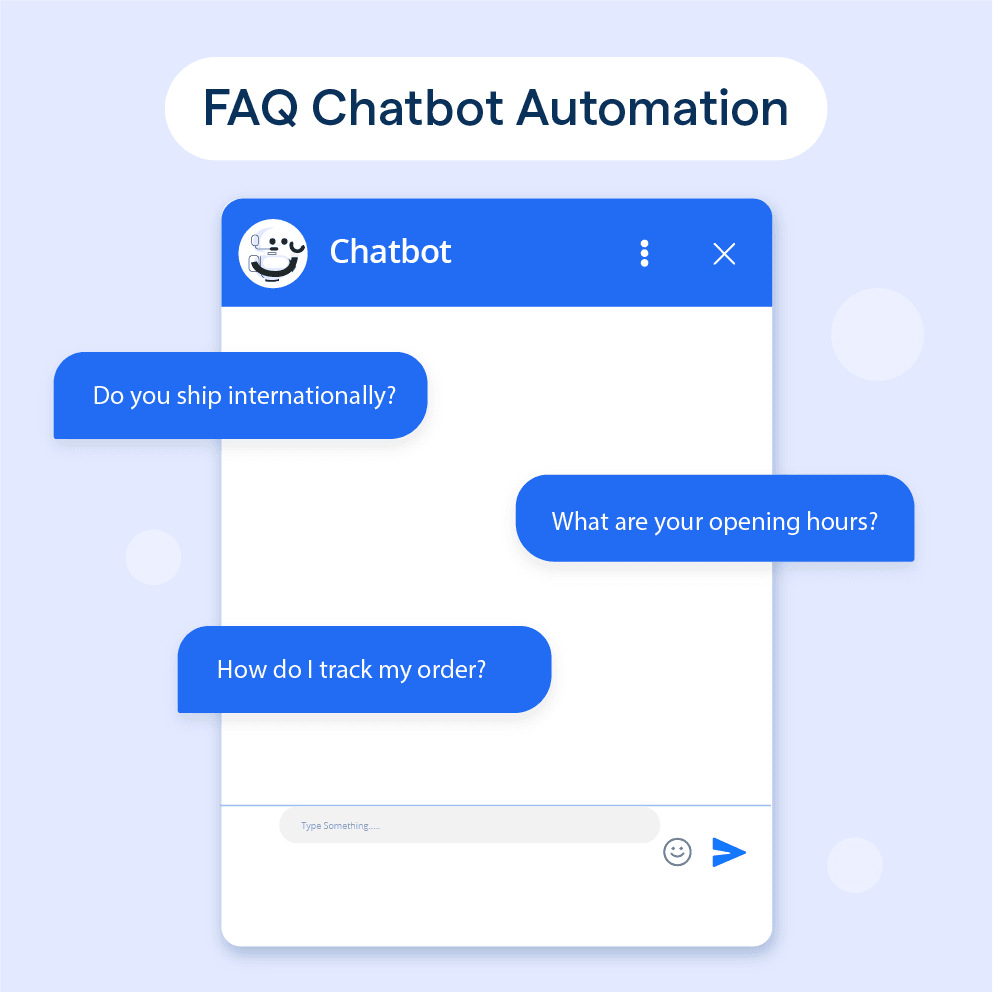 FAQ Chatbot Automation
Chatbot
Do you ship internationally?
What are your opening hours?
How do I track my order?
Type Something.....